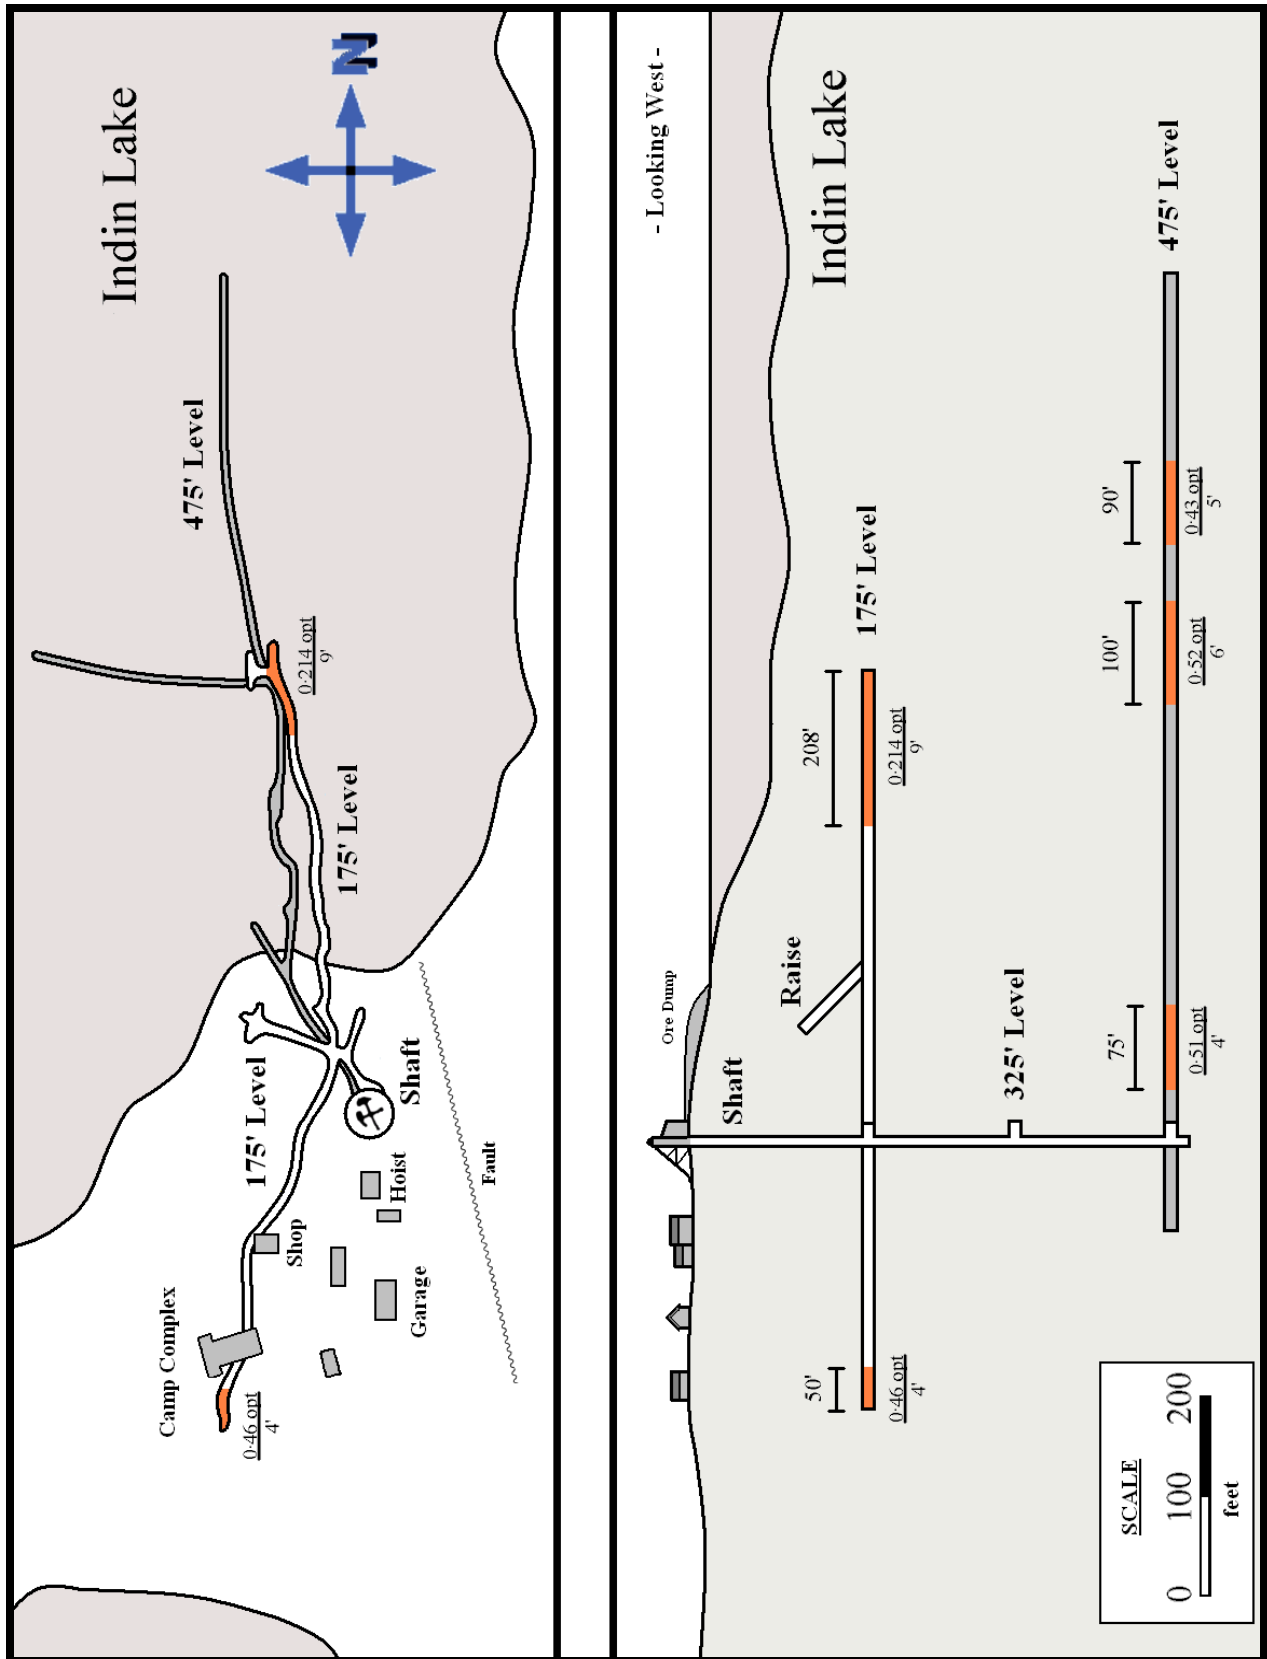 Indin Lake
N
475' Level
0·214 opt
9'
175' Level
175' Level
Shaft
Hoist
Fault
Shop
Garage
Camp Complex
0·46 opt
4'
- Looking West -
Indin Lake
475' Level
90'
0·43 opt
5'
100'
0·52 opt
6'
175' Level
208'
0·214 opt
9'
Raise
Ore Dump
Shaft
325' Level
75'
0·51 opt
4'
50'
0·46 opt
4'
SCALE
0 100 200
feet